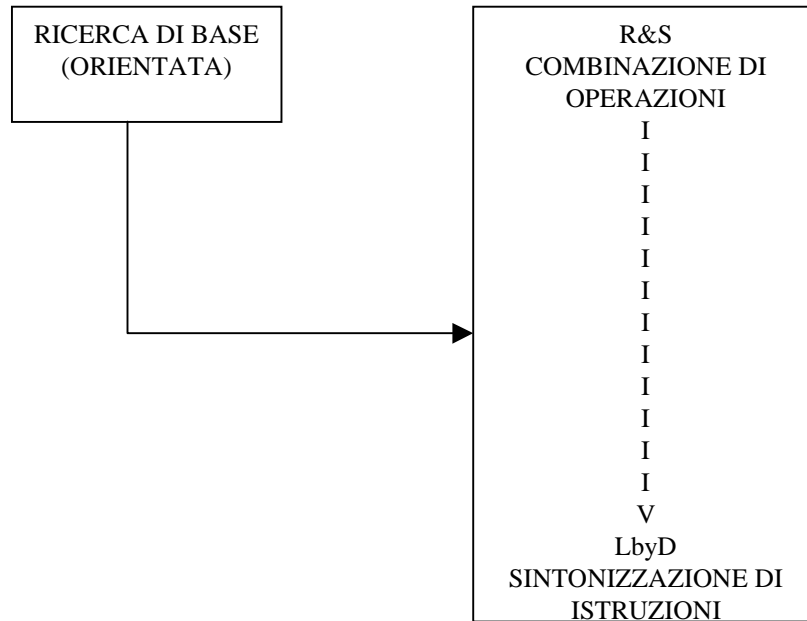 RICERCA DI BASE
(ORIENTATA)
R&S
COMBINAZIONE DI
OPERAZIONI
I
I
I
I
I
I
I
I
I
I
I
I
V
LbyD
SINTONIZZAZIONE DI
ISTRUZIONI